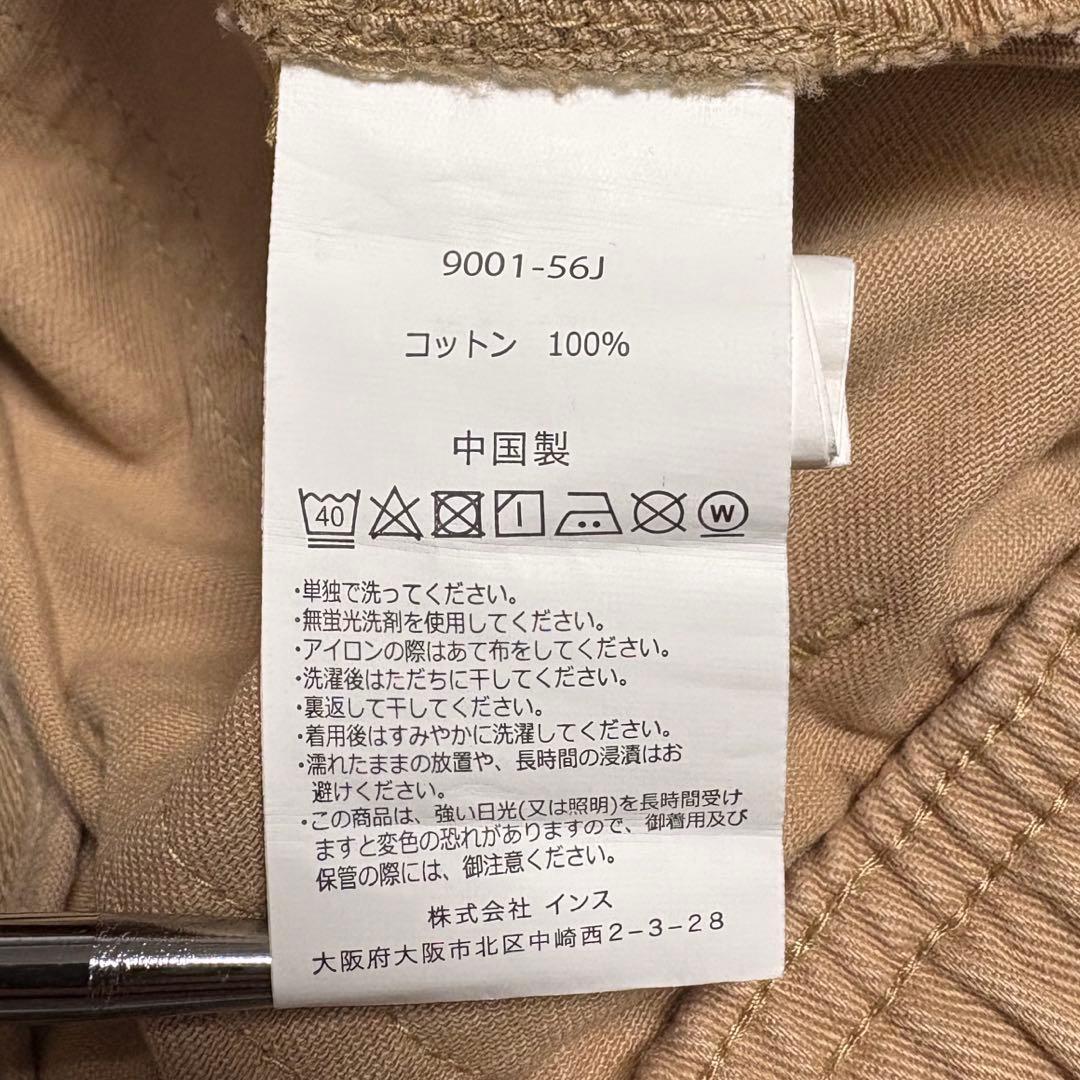 9001-56J
コットン 100%
中国製
40 W
・単独で洗ってください。
・無蛍光洗剤を使用してください。
・アイロンの際はあて布をしてください。
・洗濯後はただちに干してください。
・裏返して干してください。
・着用後はすみやかに洗濯してください。
・濡れたままの放置や、長時間の浸漬はお
避けください。
・この商品は、強い日光(又は照明)を長時間受け
ますと変色の恐れがありますので、御着用及び
保管の際には、御注意ください。
株式会社 インス
大阪府大阪市北区中崎西2-3-28